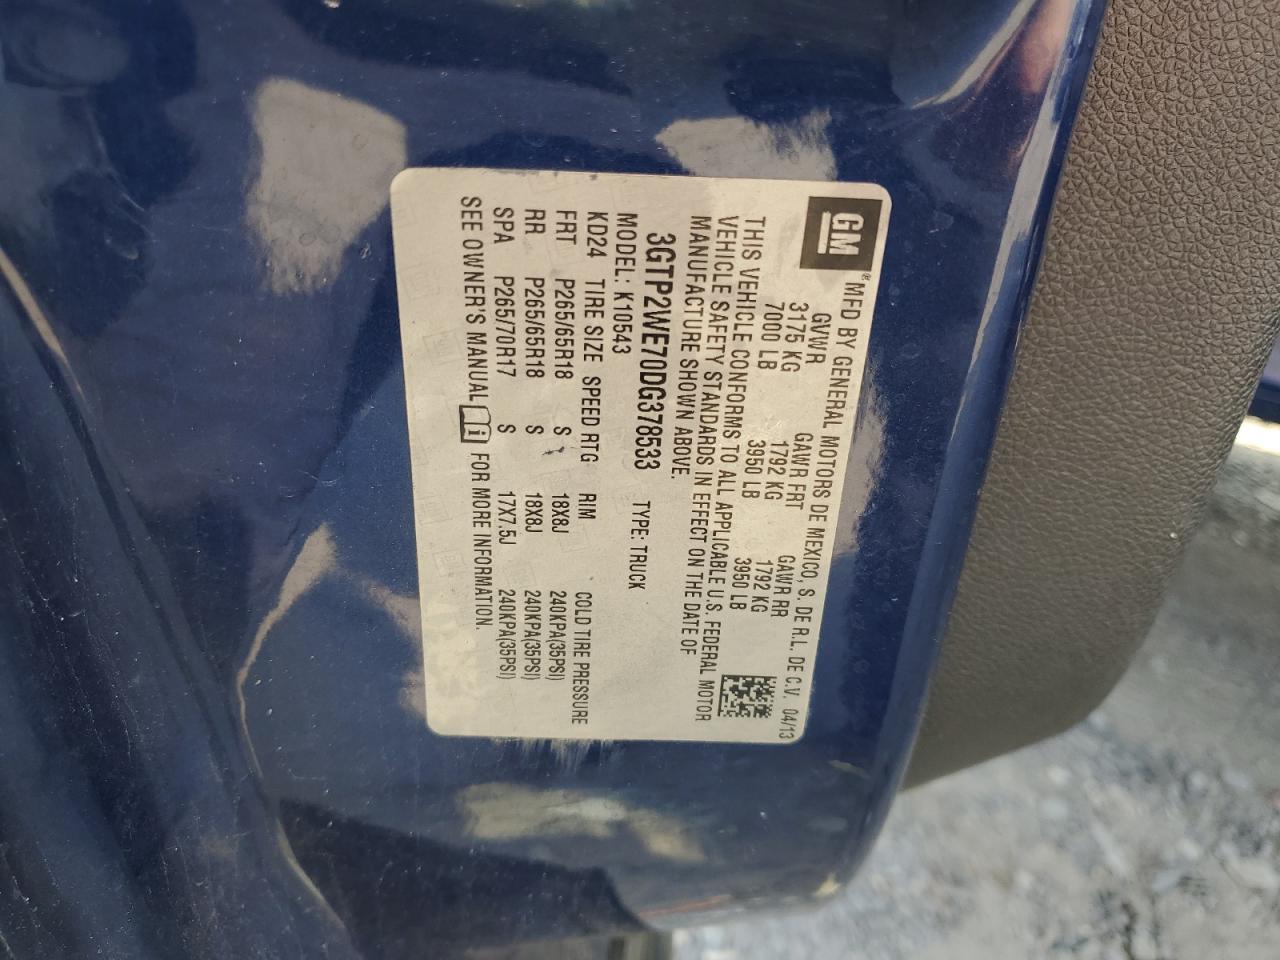 GM ® MFD BY GENERAL MOTORS DE MEXICO, S. DE R.L. DE C.V. 04/13
GVWR GAWR FRT GAWR RR
3175 KG 1792 KG 1792 KG
7000 LB 3950 LB 3950 LB
THIS VEHICLE CONFORMS TO ALL APPLICABLE U.S. FEDERAL MOTOR
VEHICLE SAFETY STANDARDS IN EFFECT ON THE DATE OF
MANUFACTURE SHOWN ABOVE.
3GTP2WE70DG378533 TYPE: TRUCK
MODEL: K10543
KD24 TIRE SIZE SPEED RTG RIM COLD TIRE PRESSURE
FRT P265/65R18 S 18X8J 240KPA(35PSI)
RR P265/65R18 S 18X8J 240KPA(35PSI)
SPA P265/70R17 S 17X7.5J 240KPA(35PSI)
SEE OWNER'S MANUAL i FOR MORE INFORMATION.